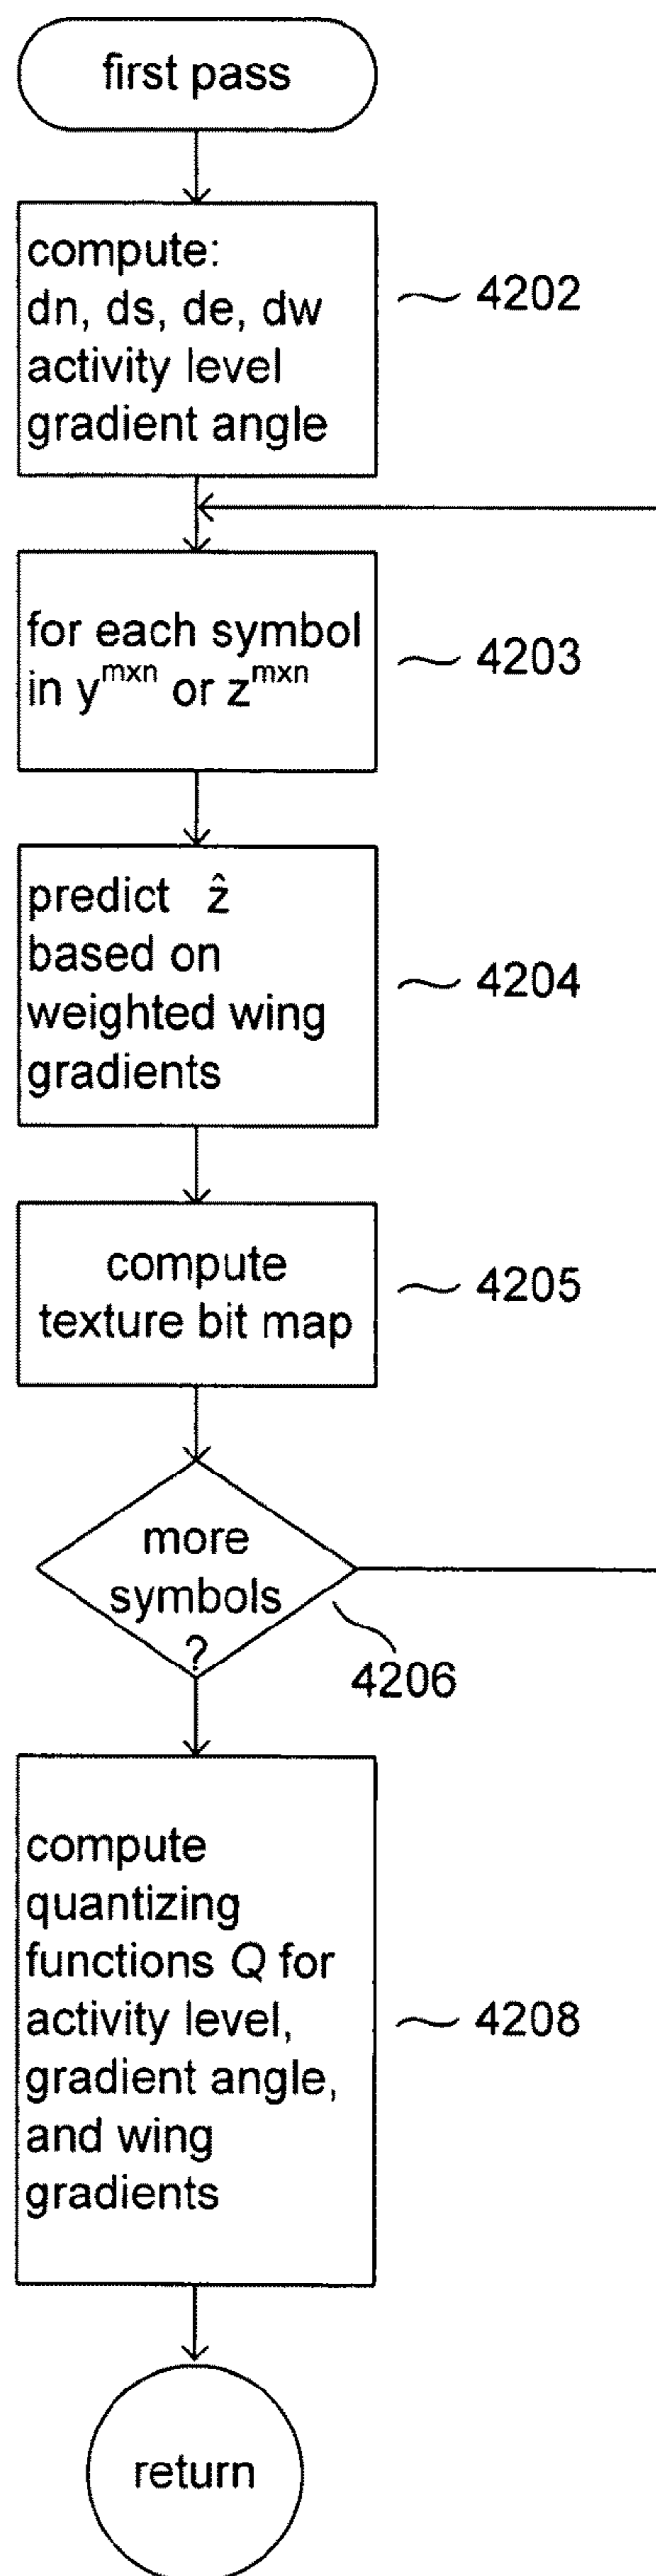 first pass
compute:
dn, ds, de, dw
activity level
gradient angle
4202
for each symbol
in y^mxn or z^mxn
4203
predict ẑ
based on
weighted wing
gradients
4204
compute
texture bit map
4205
more
symbols
?
4206
compute
quantizing
functions Q for
activity level,
gradient angle,
and wing
gradients
4208
return